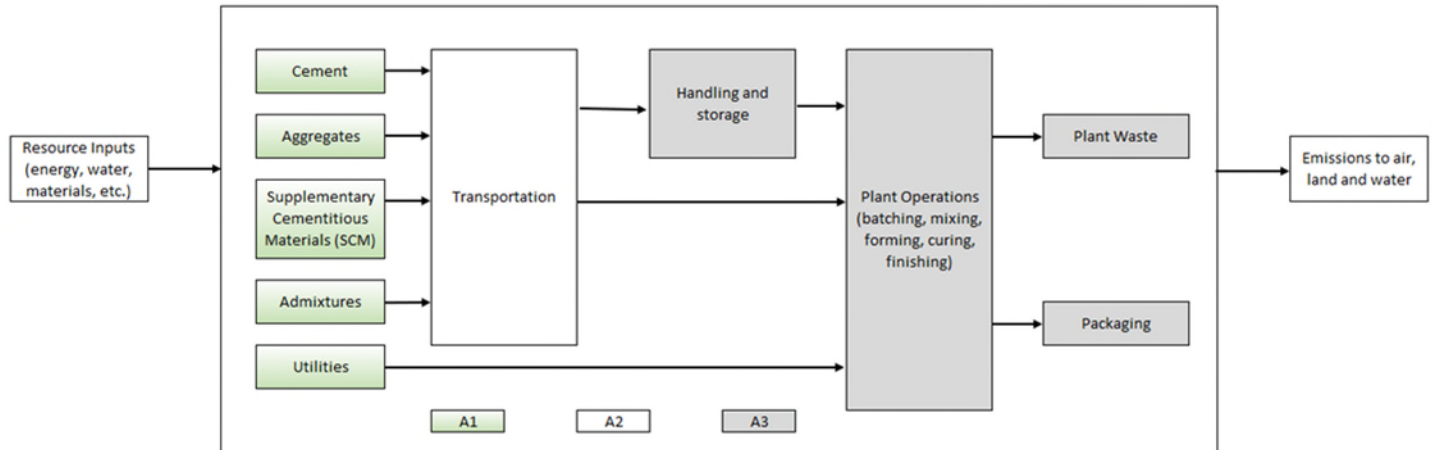 Resource Inputs
(energy, water,
materials, etc.)
Cement
Aggregates
Supplementary
Cementitious
Materials (SCM)
Admixtures
Utilities
Transportation
Handling and
storage
Plant Operations
(batching, mixing,
forming, curing,
finishing)
Plant Waste
Packaging
Emissions to air,
land and water
A1
A2
A3